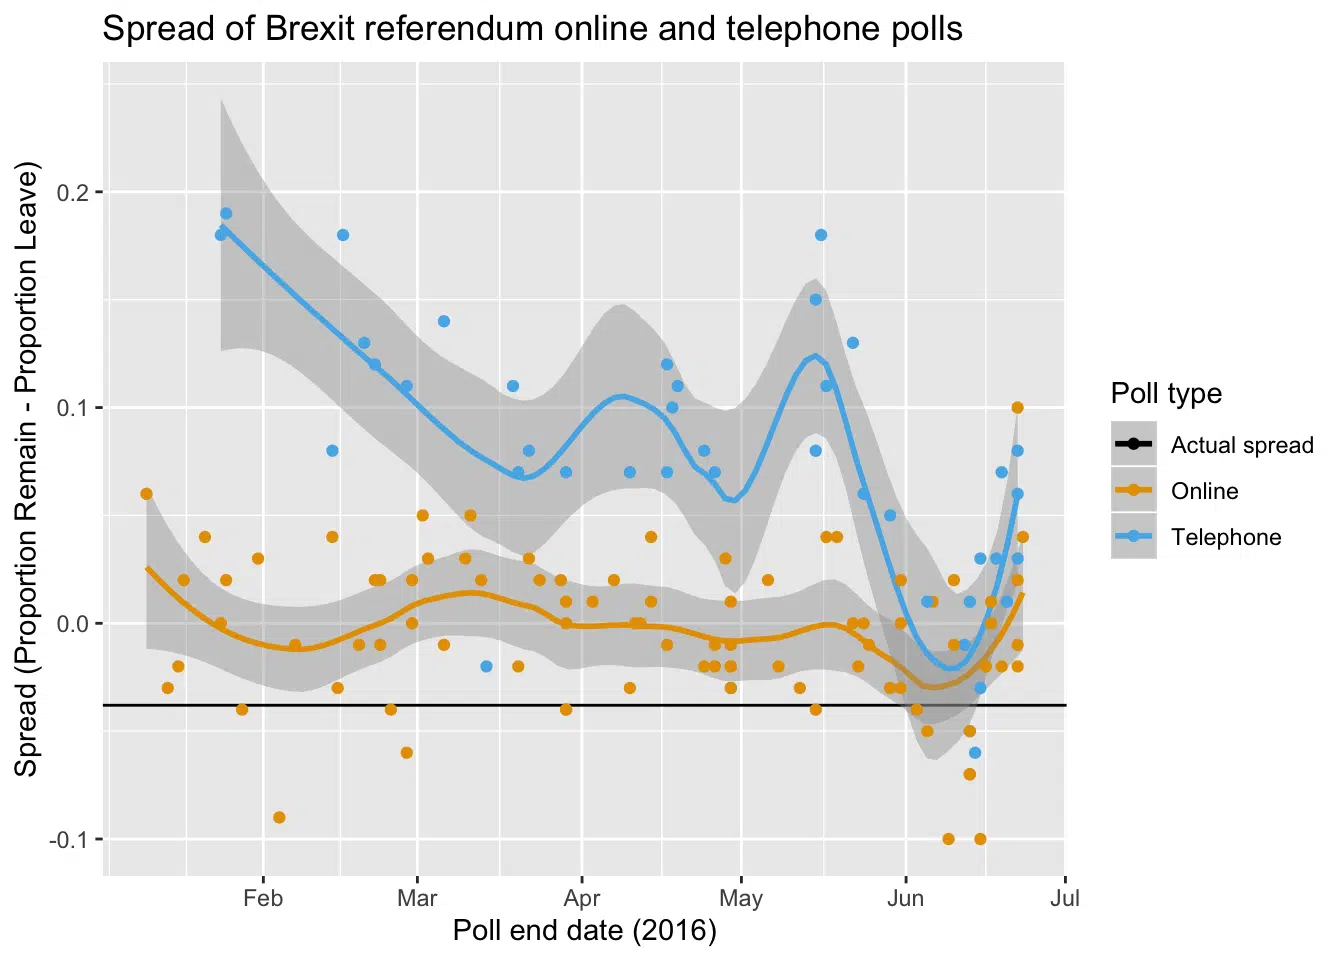 Spread of Brexit referendum online and telephone polls
Spread (Proportion Remain - Proportion Leave)
0.2
0.1
0.0
-0.1
Feb Mar Apr May Jun Jul
Poll end date (2016)
Poll type
Actual spread
Online
Telephone